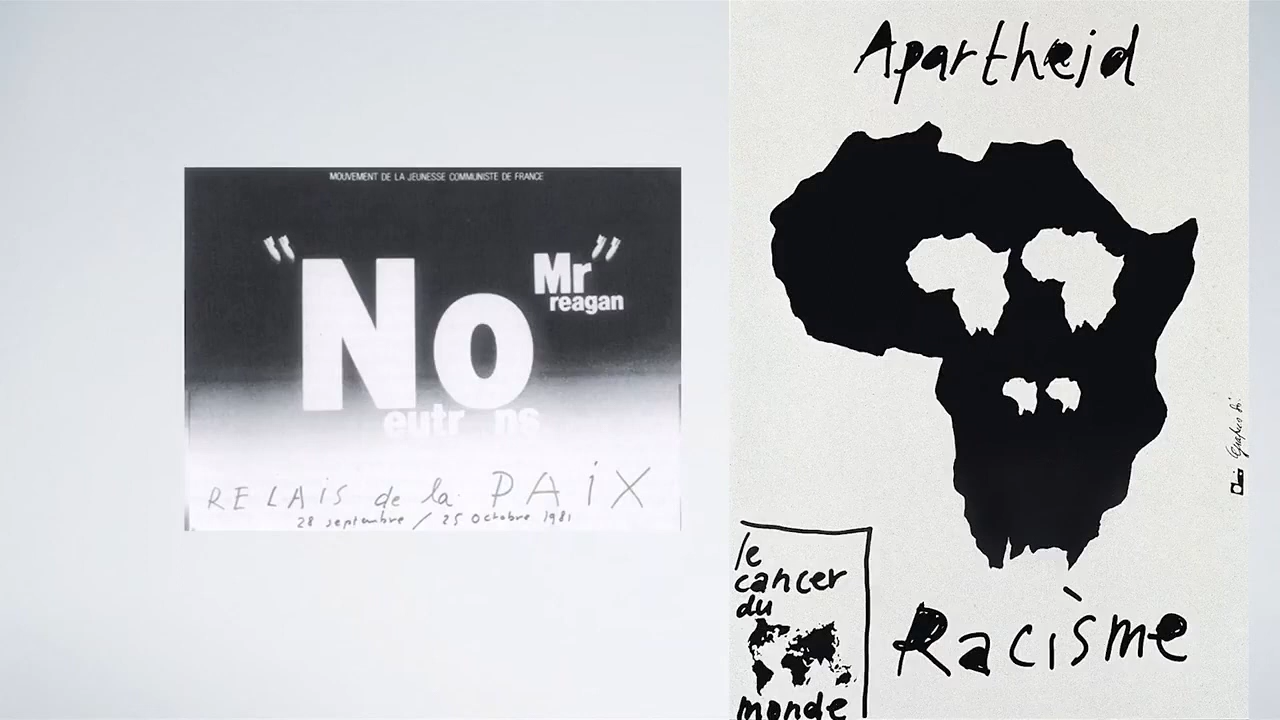 MOUVEMENT DE LA JEUNESSE COMMUNISTE DE FRANCE
"No Mr"
reagan
eutr ns
RELAiS de la PAiX
28 septembre / 25 Octobre 1981
Apartheid
le
cancer
du
monde
Racisme